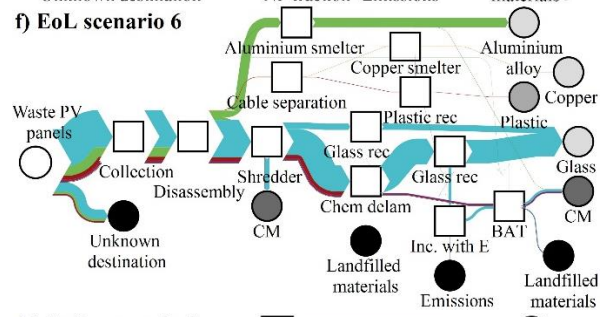 f) EoL scenario 6
Aluminium smelter
Aluminium
alloy
Copper smelter
Copper
Cable separation
Plastic rec
Plastic
Waste PV
panels
Collection
Disassembly
Shredder
Glass rec
Glass rec
Glass
CM
Chem delam
CM
Unknown
destination
Inc. with E
BAT
Landfilled
materials
Emissions
Landfilled
materials